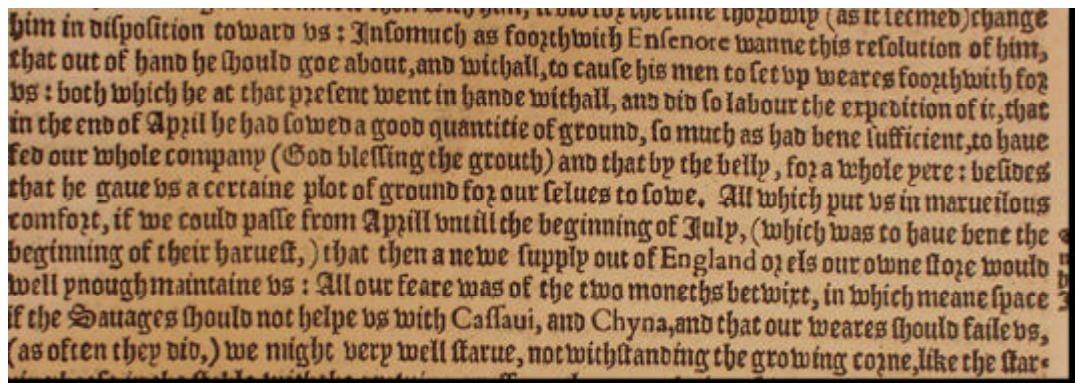 it did for the time thorowly (as it seemed) change
him in disposition toward vs: Insomuch as foorthwith Ensenore wanne this resolution of him,
that out of hand he should goe about, and withall, to cause his men to set vp weares foorthwith for
vs: both which he at that present went in hande withall, and did so labour the expedition of it, that
in the end of April he had sowed a good quantitie of ground, so much as had bene sufficient, to haue
fed our whole company (God blessing the grouth) and that by the belly, for a whole yere: besides
that he gaue vs a certaine plot of ground for our selues to sowe. All which put vs in marueilous
comfort, if we could passe from Aprill vntill the beginning of July, (which was to haue bene the
beginning of their haruest,) that then a newe supply out of England or els our owne store would
well ynough maintaine vs: All our feare was of the two moneths betwixt, in which meane space
if the Sauages should not helpe vs with Cassaui, and Chyna, and that our weares should faile vs,
(as often they did,) we might very well starue, notwithstanding the growing corne, like the star-